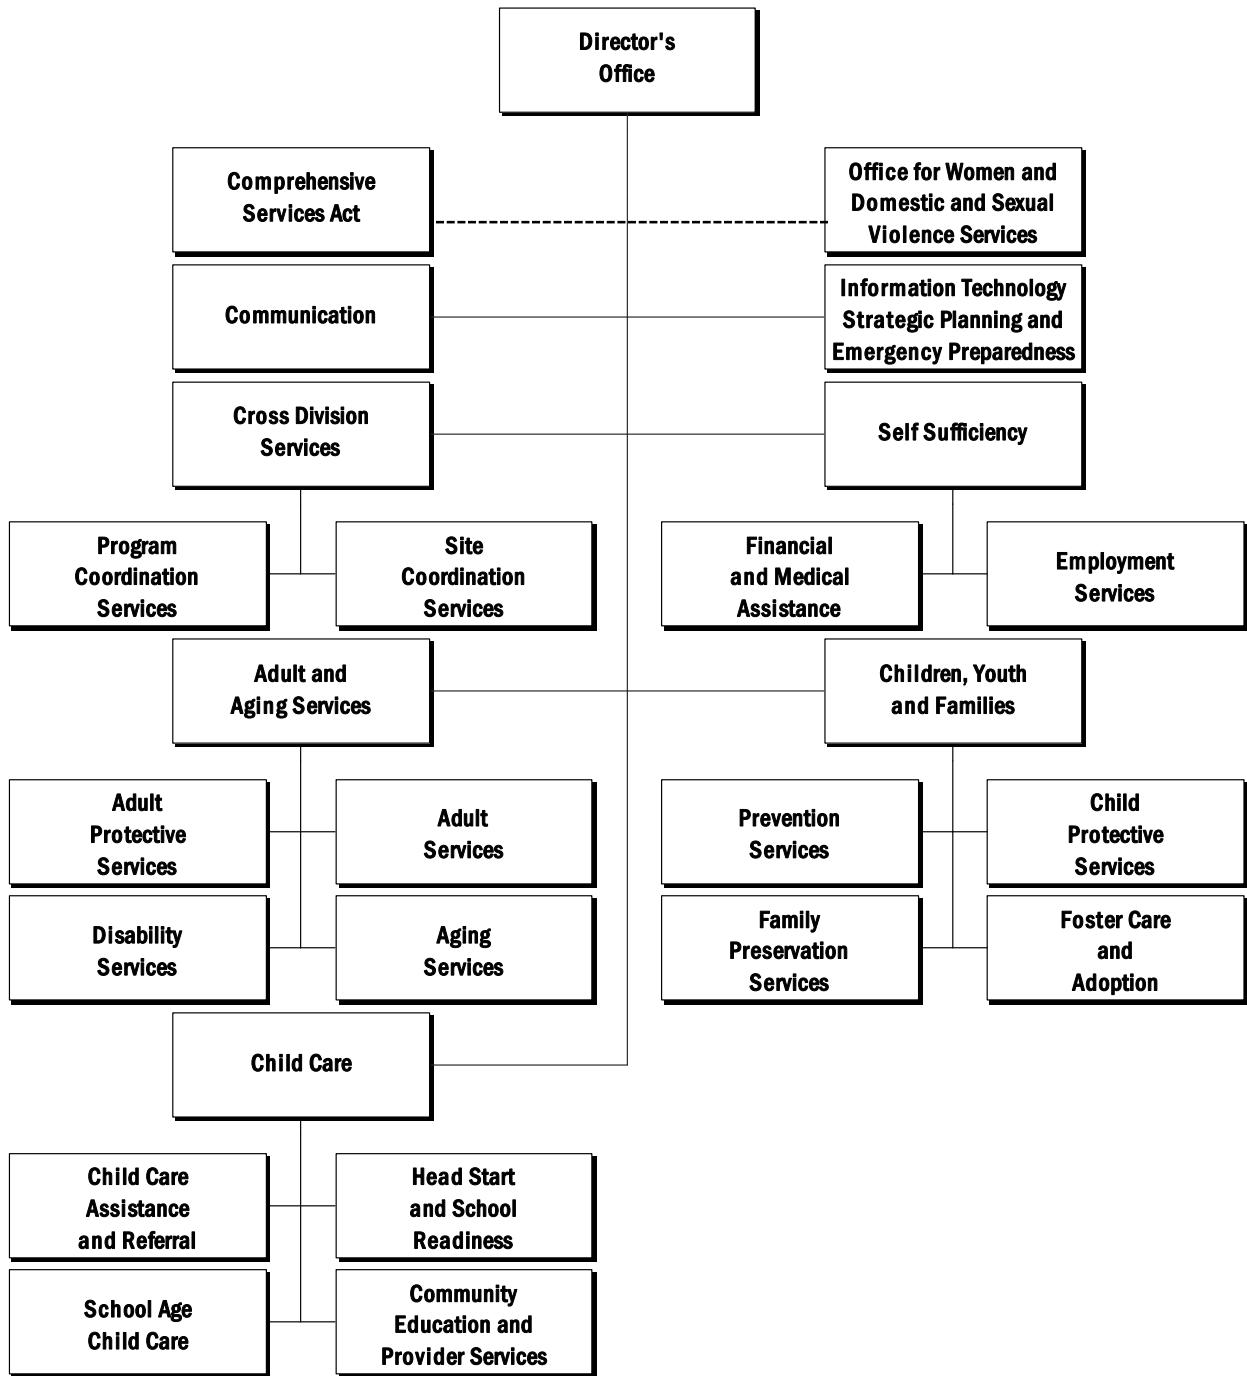 Director's
Office
Comprehensive
Services Act
Office for Women and
Domestic and Sexual
Violence Services
Communication
Information Technology
Strategic Planning and
Emergency Preparedness
Cross Division
Services
Self Sufficiency
Program
Coordination
Services
Site
Coordination
Services
Financial
and Medical
Assistance
Employment
Services
Adult and
Aging Services
Children, Youth
and Families
Adult
Protective
Services
Adult
Services
Prevention
Services
Child
Protective
Services
Disability
Services
Aging
Services
Family
Preservation
Services
Foster Care
and
Adoption
Child Care
Child Care
Assistance
and Referral
Head Start
and School
Readiness
School Age
Child Care
Community
Education and
Provider Services